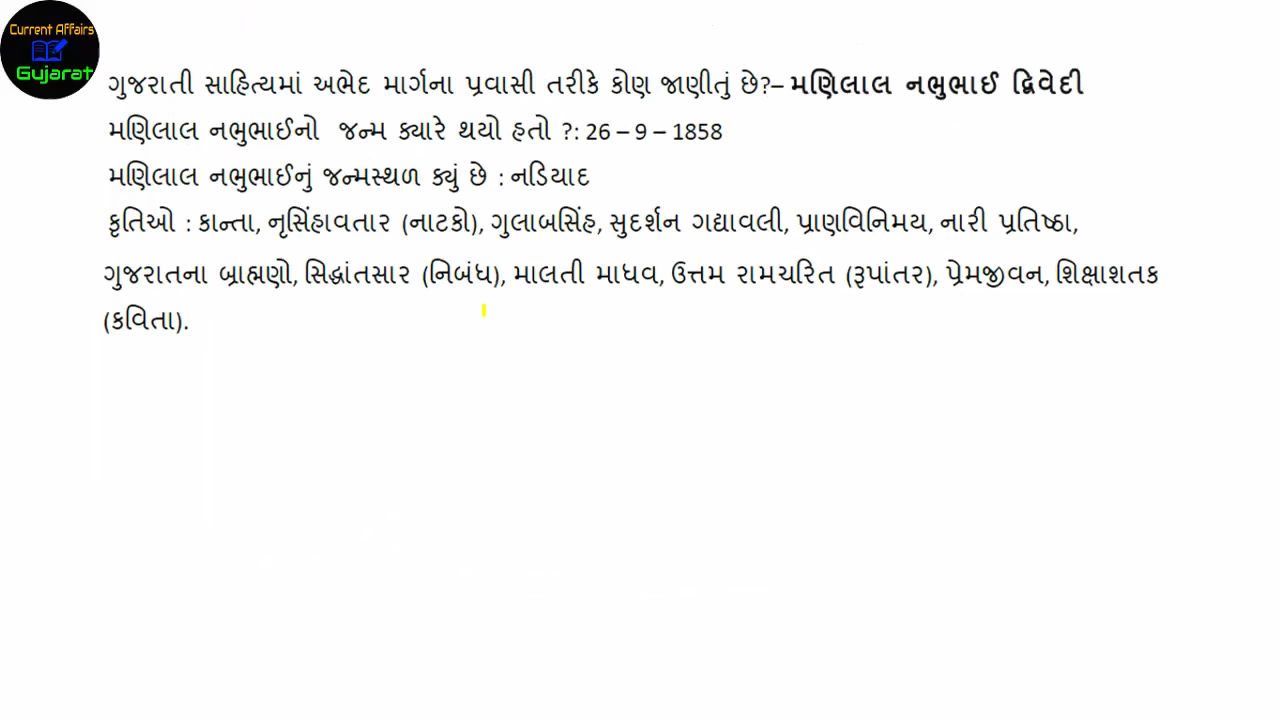 Current Affairs
Gujarat
ગુજરાતી સાહિત્યમાં અભેદ માર્ગના પ્રવાસી તરીકે કોણ જાણીતું છે?– મણિલાલ નભુભાઈ દ્વિવેદી
મણિલાલ નભુભાઈનો જન્મ ક્યારે થયો હતો ?: 26 – 9 – 1858
મણિલાલ નભુભાઈનું જન્મસ્થળ ક્યું છે : નડિયાદ
કૃતિઓ : કાન્તા, નૃસિંહાવતાર (નાટકો), ગુલાબસિંહ, સુદર્શન ગદ્યાવલી, પ્રાણવિનિમય, નારી પ્રતિષ્ઠા,
ગુજરાતના બ્રાહ્મણો, સિદ્ધાંતસાર (નિબંધ), માલતી માધવ, ઉત્તમ રામચરિત (રૂપાંતર), પ્રેમજીવન, શિક્ષાશતક
(કવિતા).